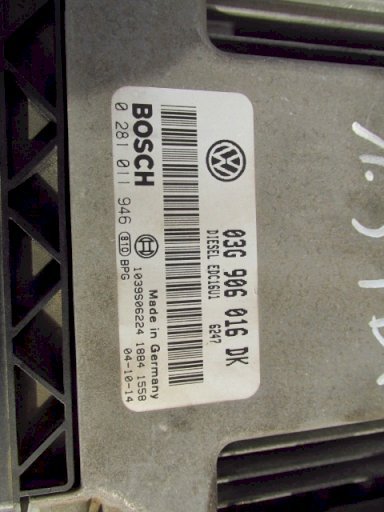 03G 906 016 DK
DIESEL EDC16U1 6247
BOSCH
0 281 011 946
BPG
Made in Germany
1039S06224 1884 1558
04-10-14